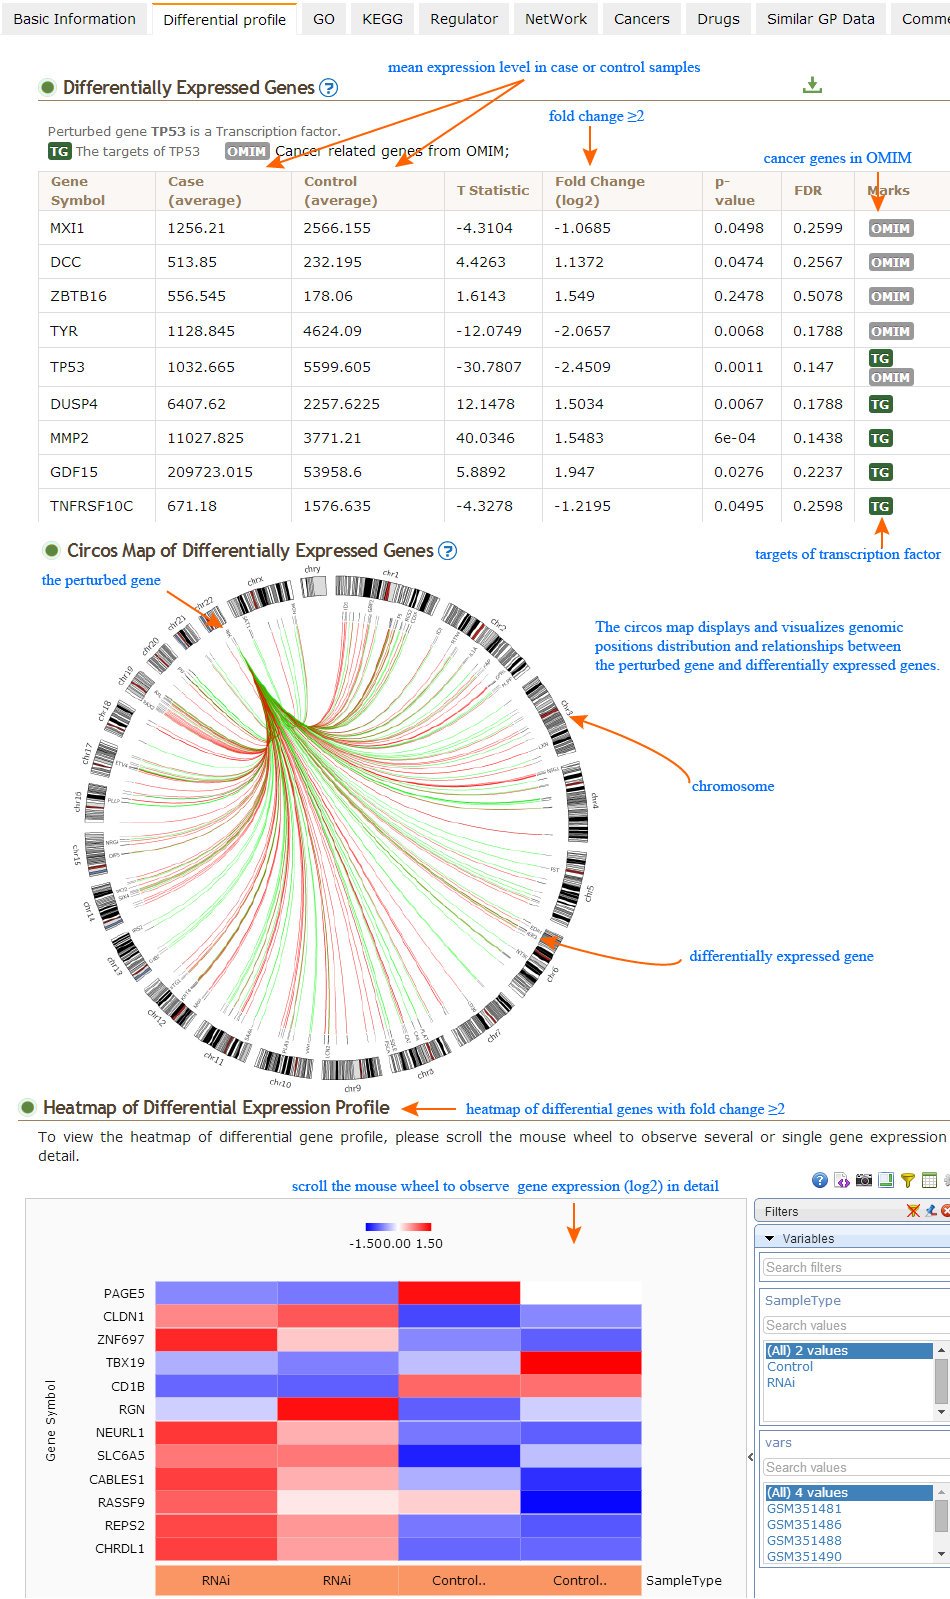 Basic Information Differential profile GO KEGG Regulator NetWork Cancers Drugs Similar GP Data Comme
mean expression level in case or control samples
Differentially Expressed Genes ?
fold change ≥2
Perturbed gene TP53 is a Transcription factor.
TG The targets of TP53 OMIM Cancer related genes from OMIM;
cancer genes in OMIM
Gene Symbol Case (average) Control (average) T Statistic Fold Change (log2) p-value FDR Marks
MXI1 1256.21 2566.155 -4.3104 -1.0685 0.0498 0.2599 OMIM
DCC 513.85 232.195 4.4263 1.1372 0.0474 0.2567 OMIM
ZBTB16 556.545 178.06 1.6143 1.549 0.2478 0.5078 OMIM
TYR 1128.845 4624.09 -12.0749 -2.0657 0.0068 0.1788 OMIM
TP53 1032.665 5599.605 -30.7807 -2.4509 0.0011 0.147 TG OMIM
DUSP4 6407.62 2257.6225 12.1478 1.5034 0.0067 0.1788 TG
MMP2 11027.825 3771.21 40.0346 1.5483 6e-04 0.1438 TG
GDF15 209723.015 53958.6 5.8892 1.947 0.0276 0.2237 TG
TNFRSF10C 671.18 1576.635 -4.3278 -1.2195 0.0495 0.2598 TG
Circos Map of Differentially Expressed Genes ?
targets of transcription factor
the perturbed gene
The circos map displays and visualizes genomic
positions distribution and relationships between
the perturbed gene and differentially expressed genes.
chr1
chr2
chr3
chr4
chr5
chr6
chr7
chr8
chr9
chr10
chr11
chr12
chr13
chr14
chr15
chr16
chr17
chr18
chr19
chr20
chr21
chr22
chrx
chry
chromosome
differentially expressed gene
Heatmap of Differential Expression Profile
heatmap of differential genes with fold change ≥2
To view the heatmap of differential gene profile, please scroll the mouse wheel to observe several or single gene expression
detail.
scroll the mouse wheel to observe gene expression (log2) in detail
-1.50 0.00 1.50
Gene Symbol
PAGE5
CLDN1
ZNF697
TBX19
CD1B
RGN
NEURL1
SLC6A5
CABLES1
RASSF9
REPS2
CHRDL1
RNAi RNAi Control.. Control.. SampleType
Filters
Variables
Search filters
SampleType
Search values
(All) 2 values
Control
RNAi
vars
Search values
(All) 4 values
GSM351481
GSM351486
GSM351488
GSM351490